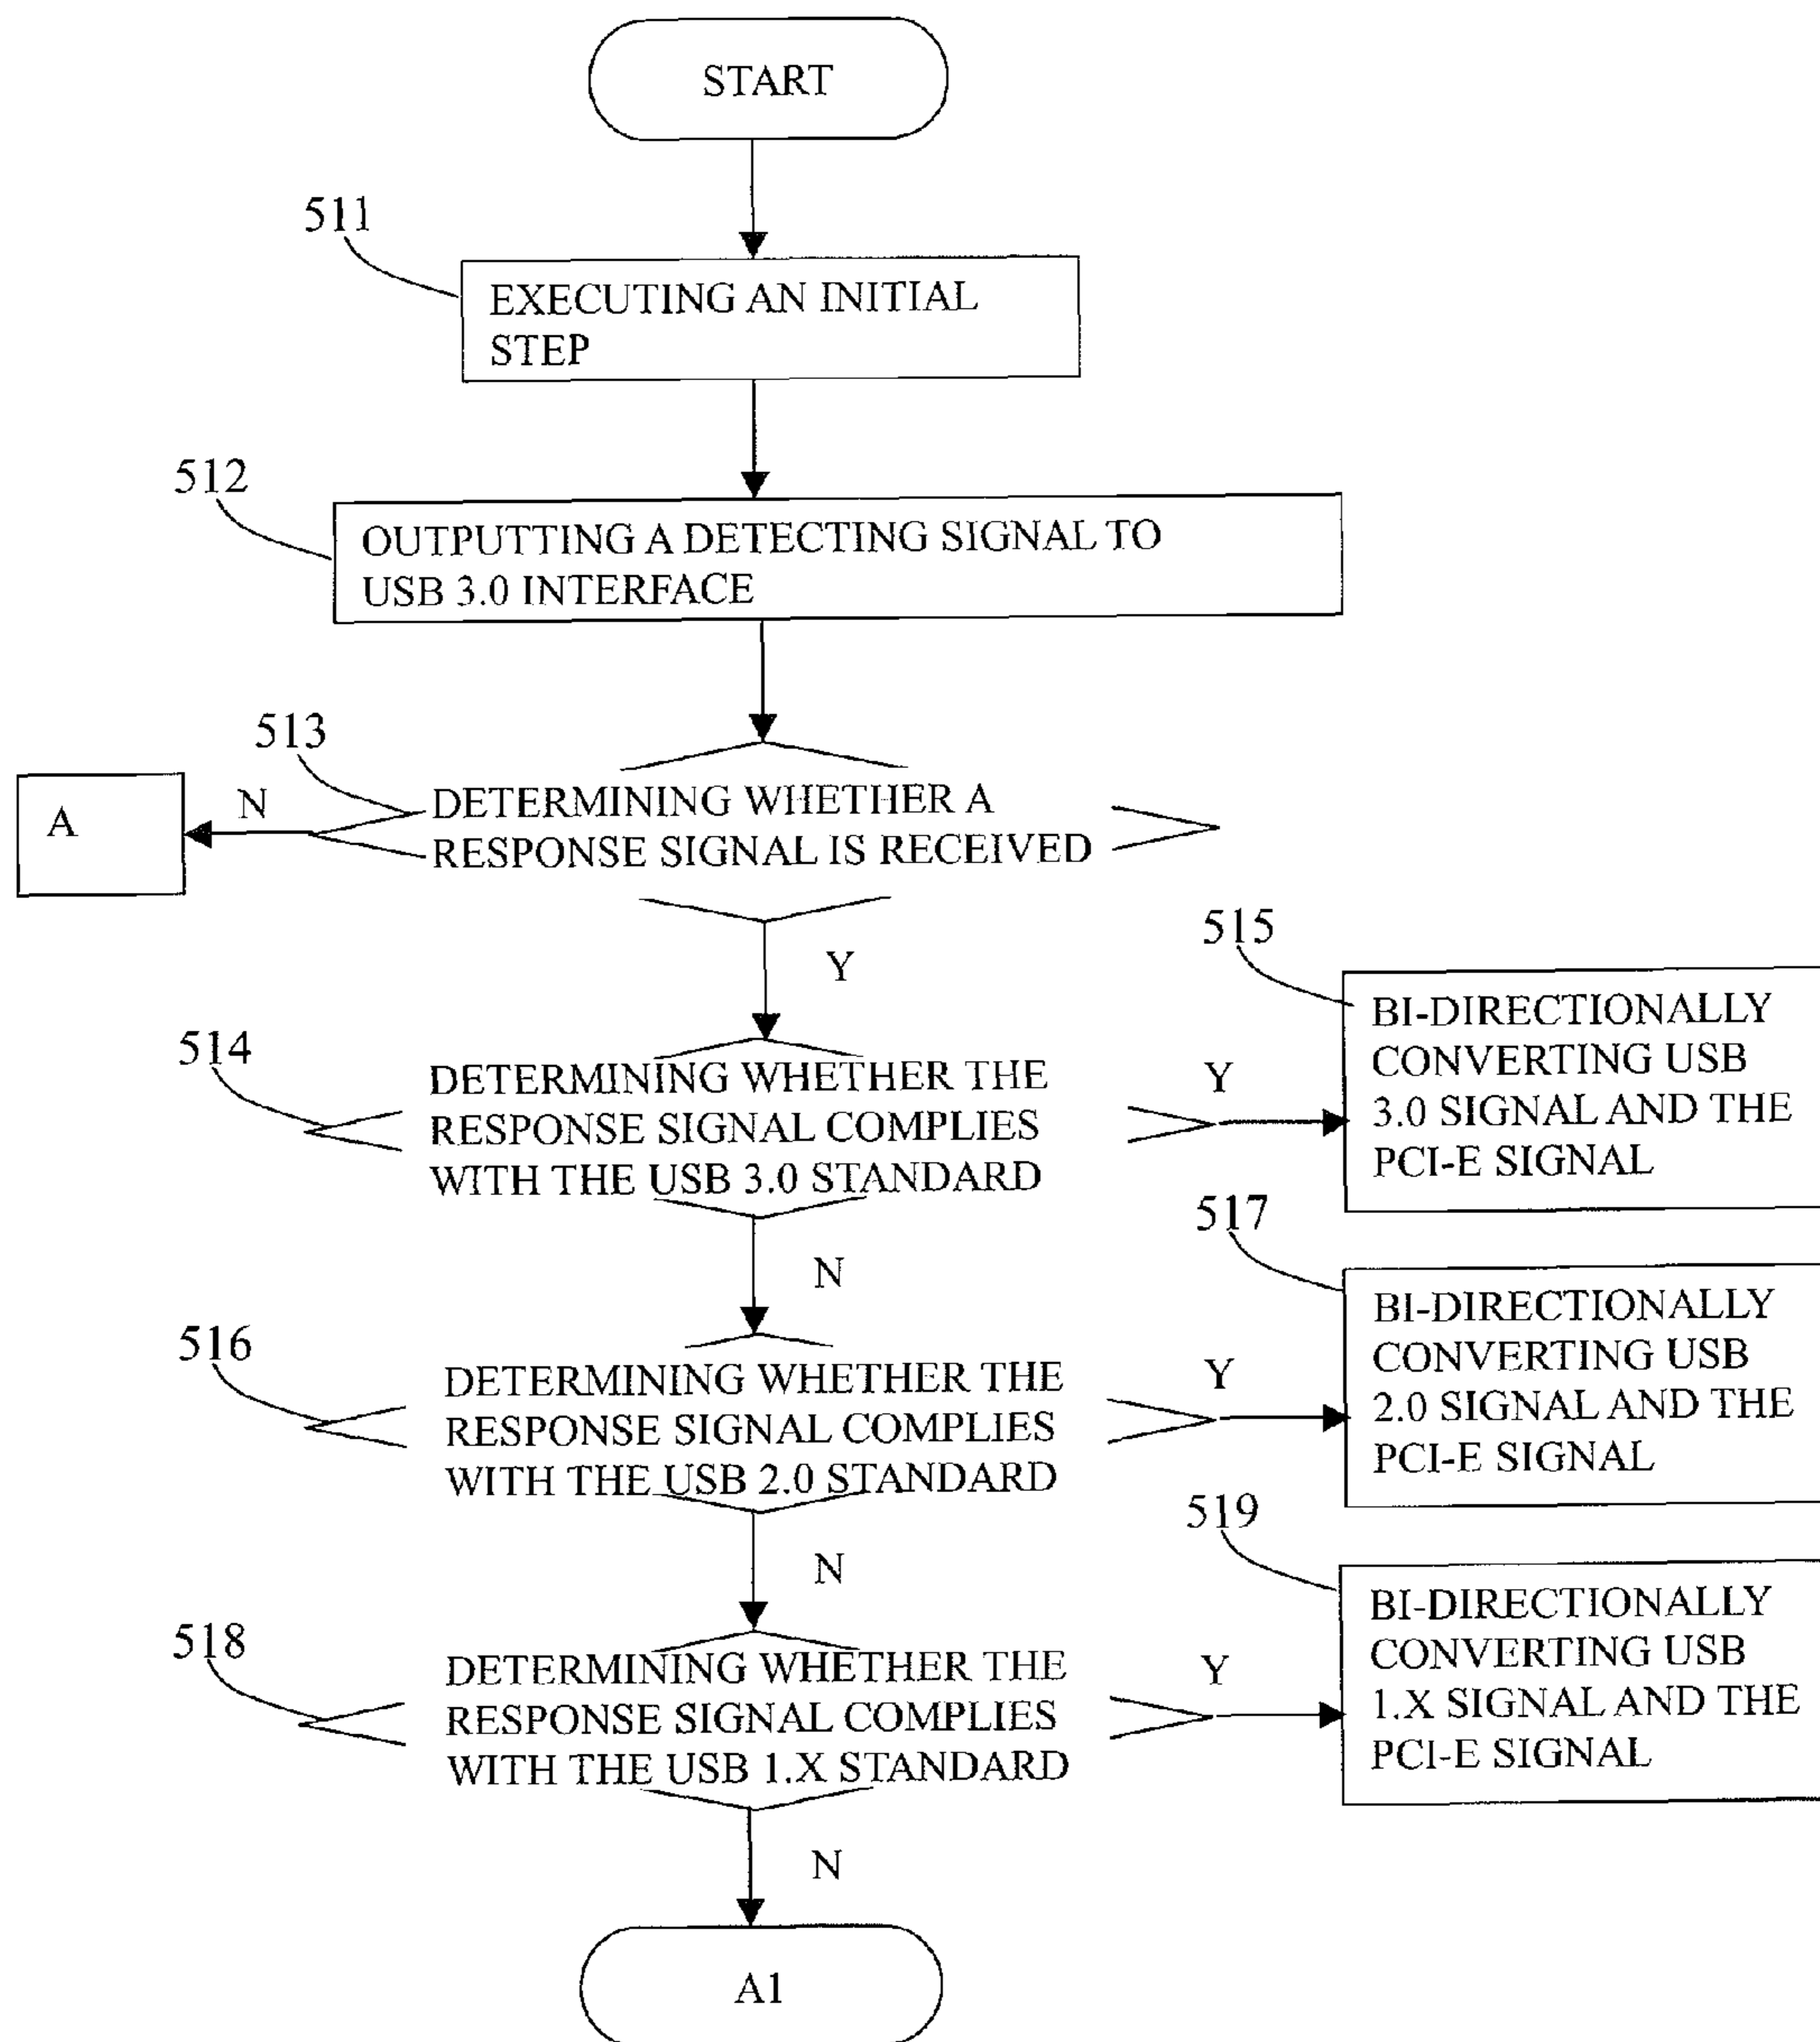 START
511
EXECUTING AN INITIAL
STEP
512
OUTPUTTING A DETECTING SIGNAL TO
USB 3.0 INTERFACE
513
A
N
DETERMINING WHETHER A
RESPONSE SIGNAL IS RECEIVED
Y
514
DETERMINING WHETHER THE
RESPONSE SIGNAL COMPLIES
WITH THE USB 3.0 STANDARD
Y
515
BI-DIRECTIONALLY
CONVERTING USB
3.0 SIGNAL AND THE
PCI-E SIGNAL
N
516
DETERMINING WHETHER THE
RESPONSE SIGNAL COMPLIES
WITH THE USB 2.0 STANDARD
Y
517
BI-DIRECTIONALLY
CONVERTING USB
2.0 SIGNAL AND THE
PCI-E SIGNAL
N
518
DETERMINING WHETHER THE
RESPONSE SIGNAL COMPLIES
WITH THE USB 1.X STANDARD
Y
519
BI-DIRECTIONALLY
CONVERTING USB
1.X SIGNAL AND THE
PCI-E SIGNAL
N
A1